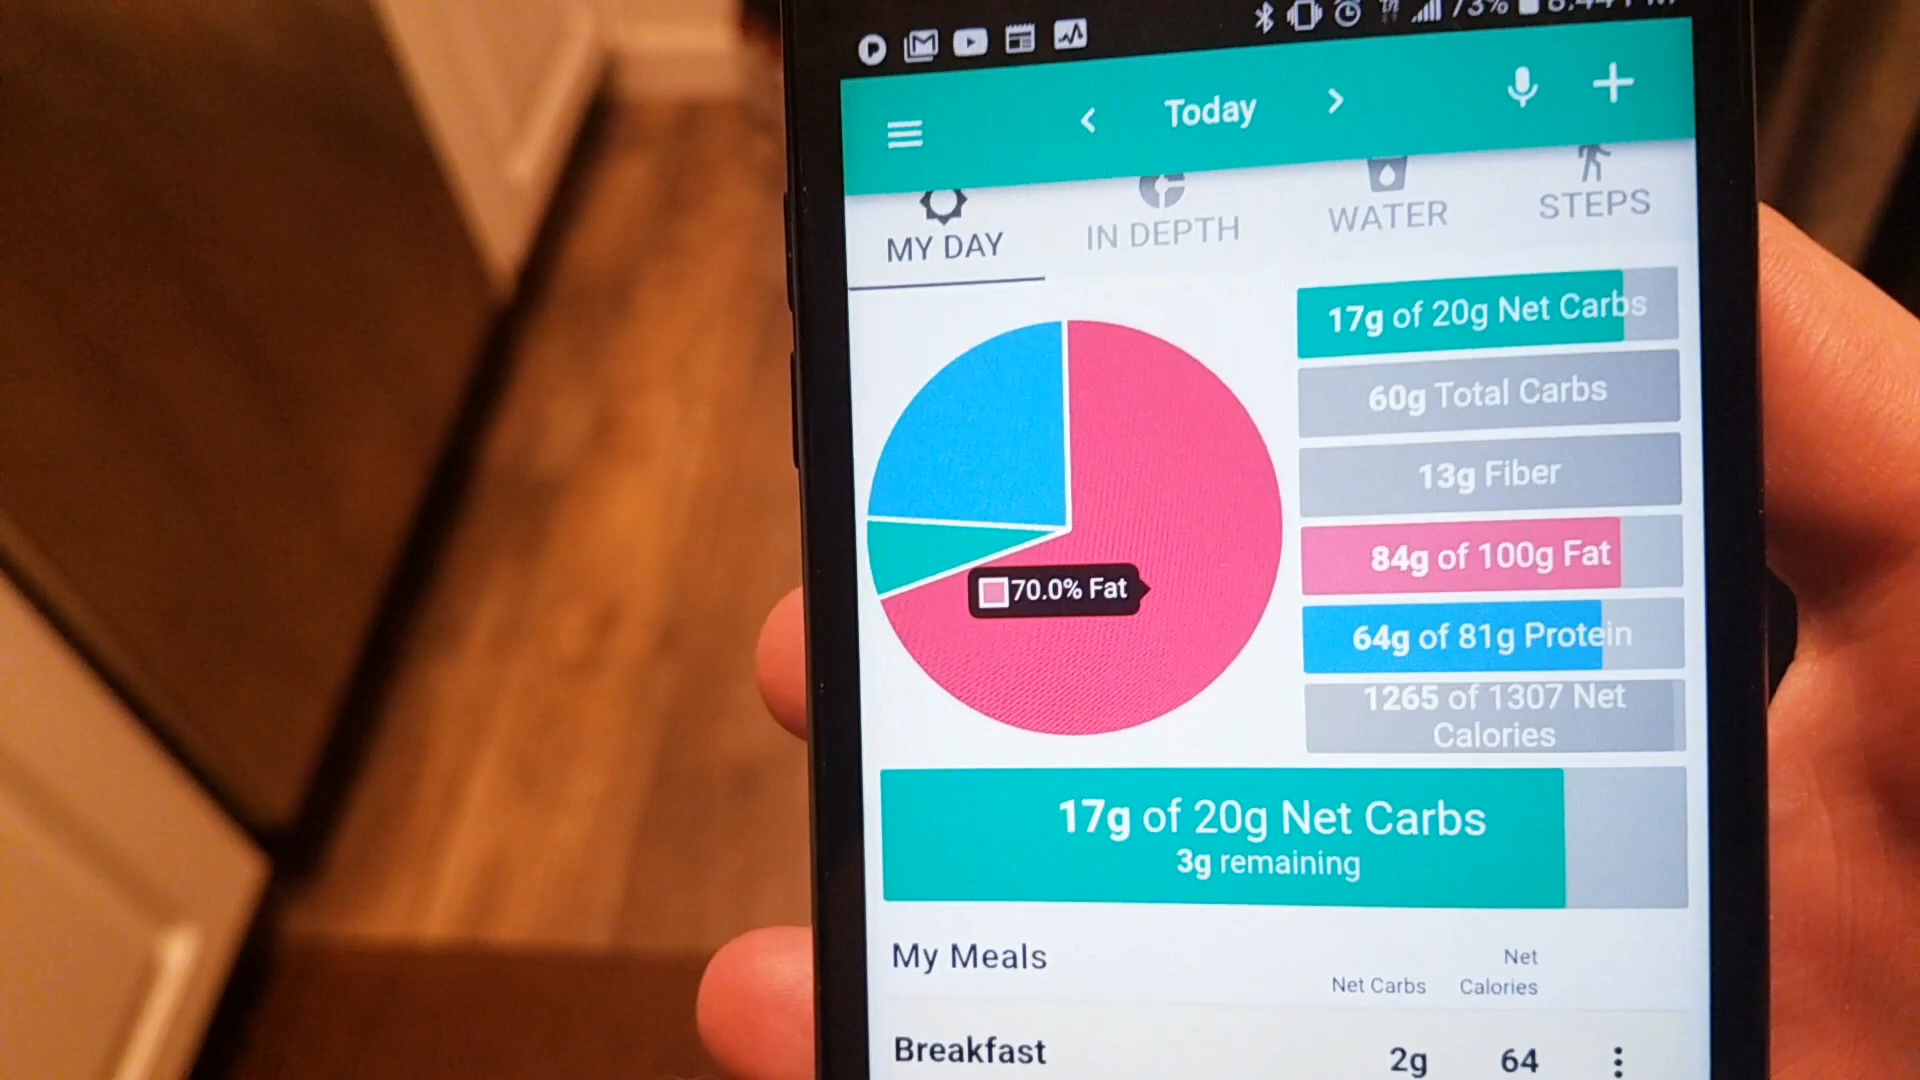 73%
Today
MY DAY
IN DEPTH
WATER
STEPS
17g of 20g Net Carbs
60g Total Carbs
13g Fiber
84g of 100g Fat
70.0% Fat
64g of 81g Protein
1265 of 1307 Net
Calories
17g of 20g Net Carbs
3g remaining
My Meals
Net Carbs
Net
Calories
Breakfast
2g
64